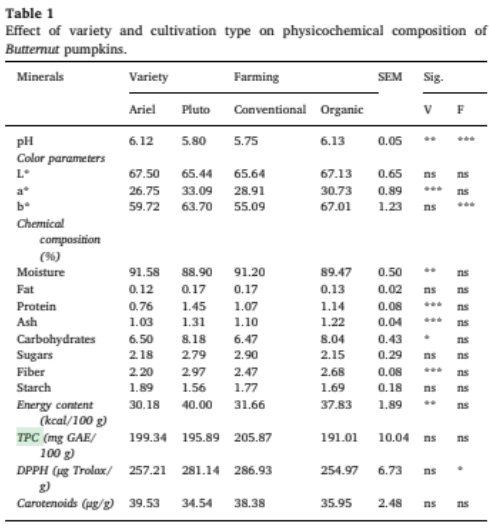 Table 1
Effect of variety and cultivation type on physicochemical composition of
Butternut pumpkins.
Minerals Variety Farming SEM Sig.
Ariel Pluto Conventional Organic V F
pH 6.12 5.80 5.75 6.13 0.05 ** ***
Color parameters
L* 67.50 65.44 65.64 67.13 0.65 ns ns
a* 26.75 33.09 28.91 30.73 0.89 *** ns
b* 59.72 63.70 55.09 67.01 1.23 ns ***
Chemical
composition
(%)
Moisture 91.58 88.90 91.20 89.47 0.50 ** ns
Fat 0.12 0.17 0.17 0.13 0.02 ns ns
Protein 0.76 1.45 1.07 1.14 0.08 *** ns
Ash 1.03 1.31 1.10 1.22 0.04 *** ns
Carbohydrates 6.50 8.18 6.47 8.04 0.43 * ns
Sugars 2.18 2.79 2.90 2.15 0.29 ns ns
Fiber 2.20 2.97 2.47 2.68 0.08 *** ns
Starch 1.89 1.56 1.77 1.69 0.18 ns ns
Energy content 30.18 40.00 31.66 37.83 1.89 ** ns
(kcal/100 g)
TPC (mg GAE/ 199.34 195.89 205.87 191.01 10.04 ns ns
100 g)
DPPH (μg Trolox/ 257.21 281.14 286.93 254.97 6.73 ns *
g)
Carotenoids (μg/g) 39.53 34.54 38.38 35.95 2.48 ns ns